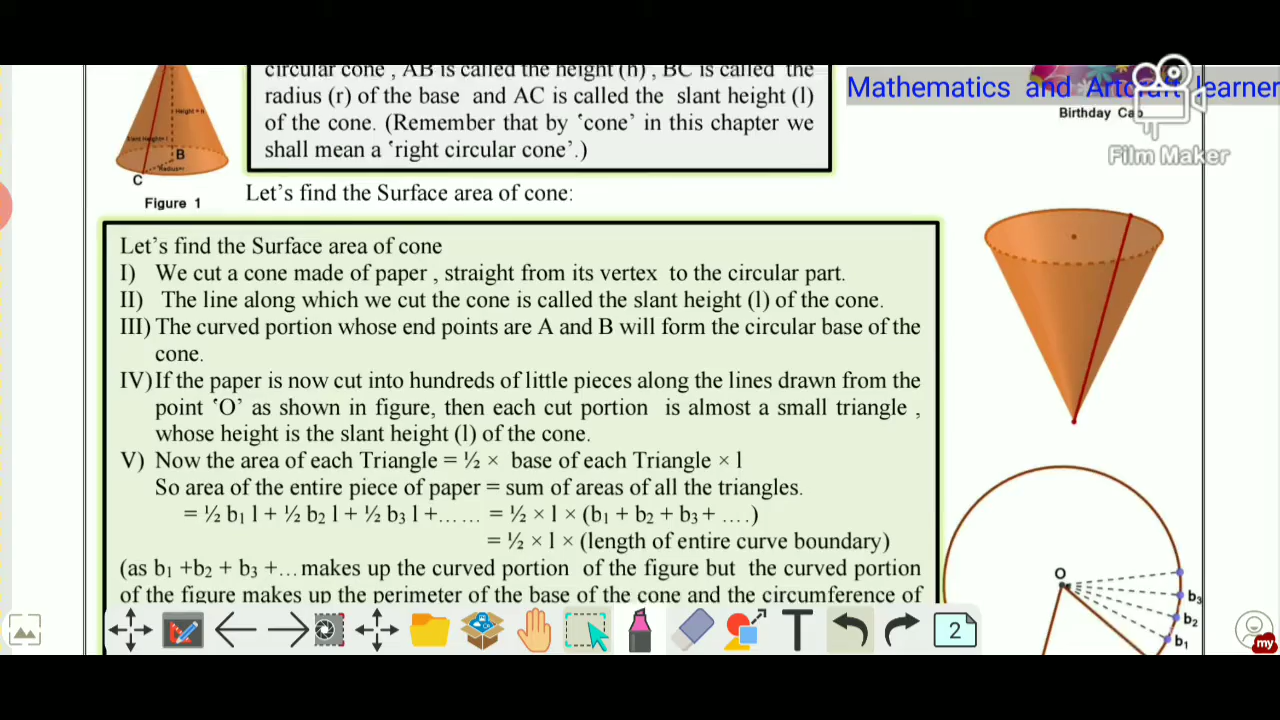 circular cone , AB is called the height (h) , BC is called the
radius (r) of the base and AC is called the slant height (l)
of the cone. (Remember that by ‛cone’ in this chapter we
shall mean a ‛right circular cone’.)
Height = h
Slant Height = l
B
Radius=r
C
Figure 1
Mathematics and Artcraft learner
Birthday Cap
Film Maker
Let’s find the Surface area of cone:
Let’s find the Surface area of cone
I) We cut a cone made of paper , straight from its vertex to the circular part.
II) The line along which we cut the cone is called the slant height (l) of the cone.
III) The curved portion whose end points are A and B will form the circular base of the
cone.
IV) If the paper is now cut into hundreds of little pieces along the lines drawn from the
point ‛O’ as shown in figure, then each cut portion is almost a small triangle ,
whose height is the slant height (l) of the cone.
V) Now the area of each Triangle = ½ × base of each Triangle × l
So area of the entire piece of paper = sum of areas of all the triangles.
= ½ b₁ l + ½ b₂ l + ½ b₃ l +…... = ½ × l × (b₁ + b₂ + b₃ + ….)
= ½ × l × (length of entire curve boundary)
(as b₁ +b₂ + b₃ +… makes up the curved portion of the figure but the curved portion
of the figure makes up the perimeter of the base of the cone and the circumference of
O
b₃
b₂
b₁
2
my